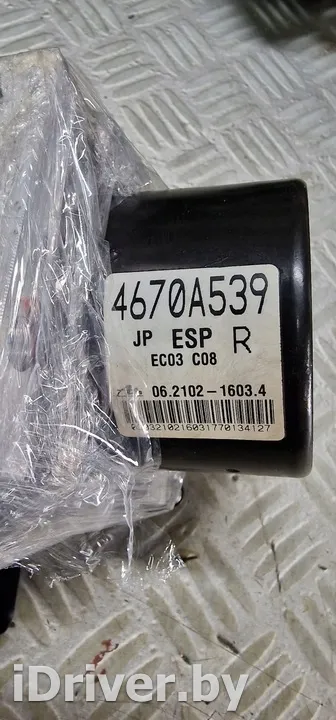 4670A539
JP ESP R
EC03 C08
06.2102-1603.4
iDriver.by